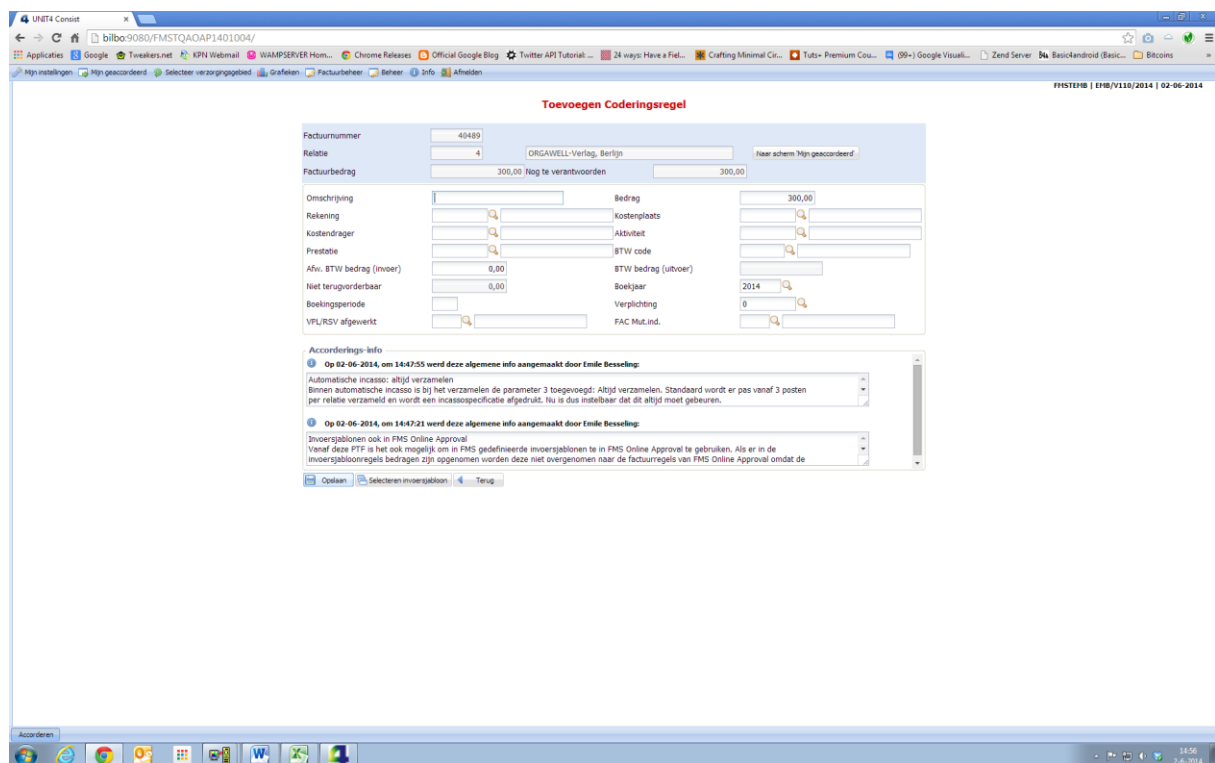 UNIT4 Consist
bilbo:9080/FMSTQAOAP1401004/
Applicaties Google Tweakers.net KPN Webmail WAMPSERVER Hom... Chrome Releases Official Google Blog Twitter API Tutorial: ... 24 ways: Have a Fiel... Crafting Minimal Cir... Tuts+ Premium Cou... (99+) Google Visuali... Zend Server Basic4android (Basic... Bitcoins »
Mijn instellingen Mijn geaccordeerd Selecteer verzorgingsgebied Grafieken Factuurbeheer Beheer Info Afmelden
FMSTEMB | EMB/V110/2014 | 02-06-2014
Toevoegen Coderingsregel
Factuurnummer 40489
Relatie 4 ORGAWELL-Verlag, Berlijn Naar scherm 'Mijn geaccordeerd'
Factuurbedrag 300,00 Nog te verantwoorden 300,00
Omschrijving Bedrag 300,00
Rekening Kostenplaats
Kostendrager Aktiviteit
Prestatie BTW code
Afw. BTW bedrag (invoer) 0,00 BTW bedrag (uitvoer)
Niet terugvorderbaar 0,00 Boekjaar 2014
Boekingsperiode Verplichting 0
VPL/RSV afgewerkt FAC Mut.ind.
Accorderings-info
Op 02-06-2014, om 14:47:55 werd deze algemene info aangemaakt door Emile Besseling:
Automatische incasso: altijd verzamelen
Binnen automatische incasso is bij het verzamelen de parameter 3 toegevoegd: Altijd verzamelen. Standaard wordt er pas vanaf 3 posten
per relatie verzameld en wordt een incassospecificatie afgedrukt. Nu is dus instelbaar dat dit altijd moet gebeuren.
Op 02-06-2014, om 14:47:21 werd deze algemene info aangemaakt door Emile Besseling:
Invoersjablonen ook in FMS Online Approval
Vanaf deze PTF is het ook mogelijk om in FMS gedefinieerde invoersjablonen te in FMS Online Approval te gebruiken. Als er in de
invoersjabloonregels bedragen zijn opgenomen worden deze niet overgenomen naar de factuurregels van FMS Online Approval omdat de
Opslaan Selecteren invoersjabloon Terug
Accorderen
14:56
2-6-2014